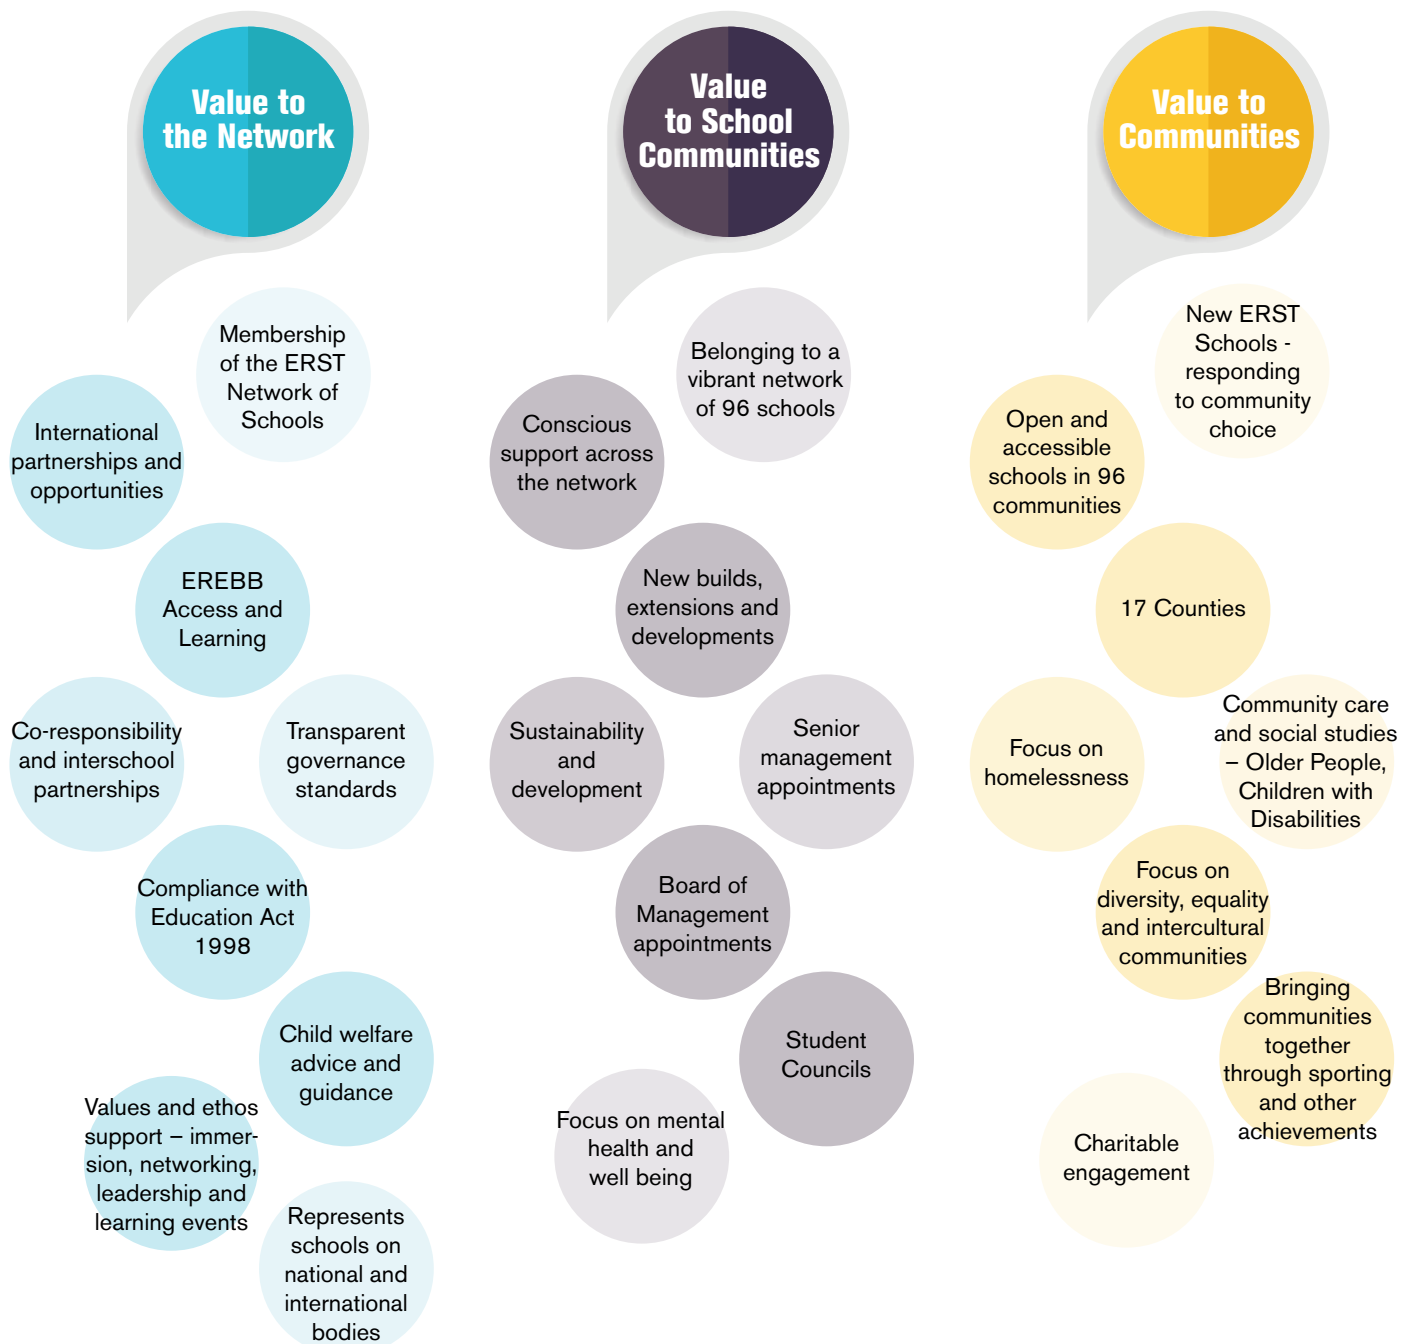 Value to
the Network
Membership
of the ERST
Network of
Schools
International
partnerships and
opportunities
EREBB
Access and
Learning
Co-responsibility
and interschool
partnerships
Transparent
governance
standards
Compliance with
Education Act
1998
Child welfare
advice and
guidance
Values and ethos
support – immer-
sion, networking,
leadership and
learning events
Represents
schools on
national and
international
bodies
Value
to School
Communities
Belonging to a
vibrant network
of 96 schools
Conscious
support across
the network
New builds,
extensions and
developments
Sustainability
and
development
Senior
management
appointments
Board of
Management
appointments
Student
Councils
Focus on mental
health and
well being
Value to
Communities
New ERST
Schools -
responding
to community
choice
Open and
accessible
schools in 96
communities
17 Counties
Focus on
homelessness
Community care
and social studies
– Older People,
Children with
Disabilities
Focus on
diversity, equality
and intercultural
communities
Bringing
communities
together
through sporting
and other
achievements
Charitable
engagement